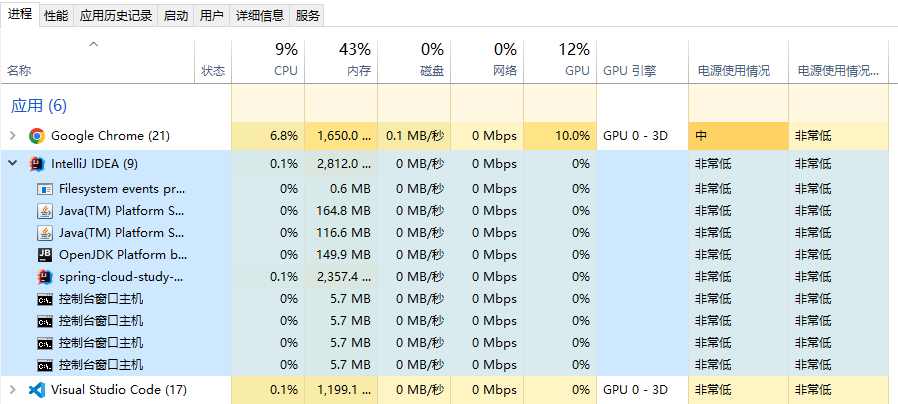 进程 性能 应用历史记录 启动 用户 详细信息 服务
9% 43% 0% 0% 12%
名称 状态 CPU 内存 磁盘 网络 GPU GPU 引擎 电源使用情况 电源使用情况...
应用 (6)
Google Chrome (21) 6.8% 1,650.0 ... 0.1 MB/秒 0 Mbps 10.0% GPU 0 - 3D 中 非常低
IntelliJ IDEA (9) 0.1% 2,812.0 ... 0 MB/秒 0 Mbps 0% 非常低 非常低
Filesystem events pr... 0% 0.6 MB 0 MB/秒 0 Mbps 0% 非常低 非常低
Java(TM) Platform S... 0% 164.8 MB 0 MB/秒 0 Mbps 0% 非常低 非常低
Java(TM) Platform S... 0% 116.6 MB 0 MB/秒 0 Mbps 0% 非常低 非常低
OpenJDK Platform b... 0% 149.9 MB 0 MB/秒 0 Mbps 0% 非常低 非常低
spring-cloud-study-... 0.1% 2,357.4 ... 0 MB/秒 0 Mbps 0% 非常低 非常低
控制台窗口主机 0% 5.7 MB 0 MB/秒 0 Mbps 0% 非常低 非常低
控制台窗口主机 0% 5.7 MB 0 MB/秒 0 Mbps 0% 非常低 非常低
控制台窗口主机 0% 5.7 MB 0 MB/秒 0 Mbps 0% 非常低 非常低
控制台窗口主机 0% 5.7 MB 0 MB/秒 0 Mbps 0% 非常低 非常低
Visual Studio Code (17) 0.1% 1,199.1 ... 0 MB/秒 0 Mbps 0% GPU 0 - 3D 非常低 非常低